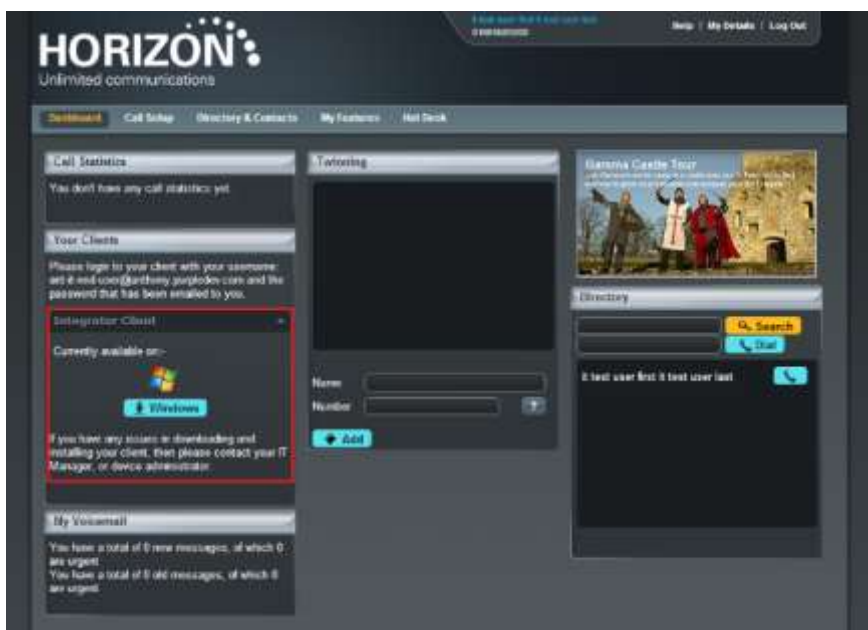 HORIZON
Unlimited communications
Help | My Details | Log Out
Dashboard Call Setup Directory & Contacts My Features Hot Desk
Call Statistics
You don't have any call statistics yet
Your Clients
Please login to your client with your username:
and the
password that has been emailed to you.
Integrator Client
Currently available on:-
Windows
If you have any issues in downloading and
installing your client, then please contact your IT
Manager, or device administrator.
My Voicemail
You have a total of 0 new messages, of which 0
are urgent
You have a total of 0 old messages, of which 0
are urgent
Twinning
Name
Number
?
Add
Gamma Castle Tour
Directory
Search
Dial
it test user first it test user last